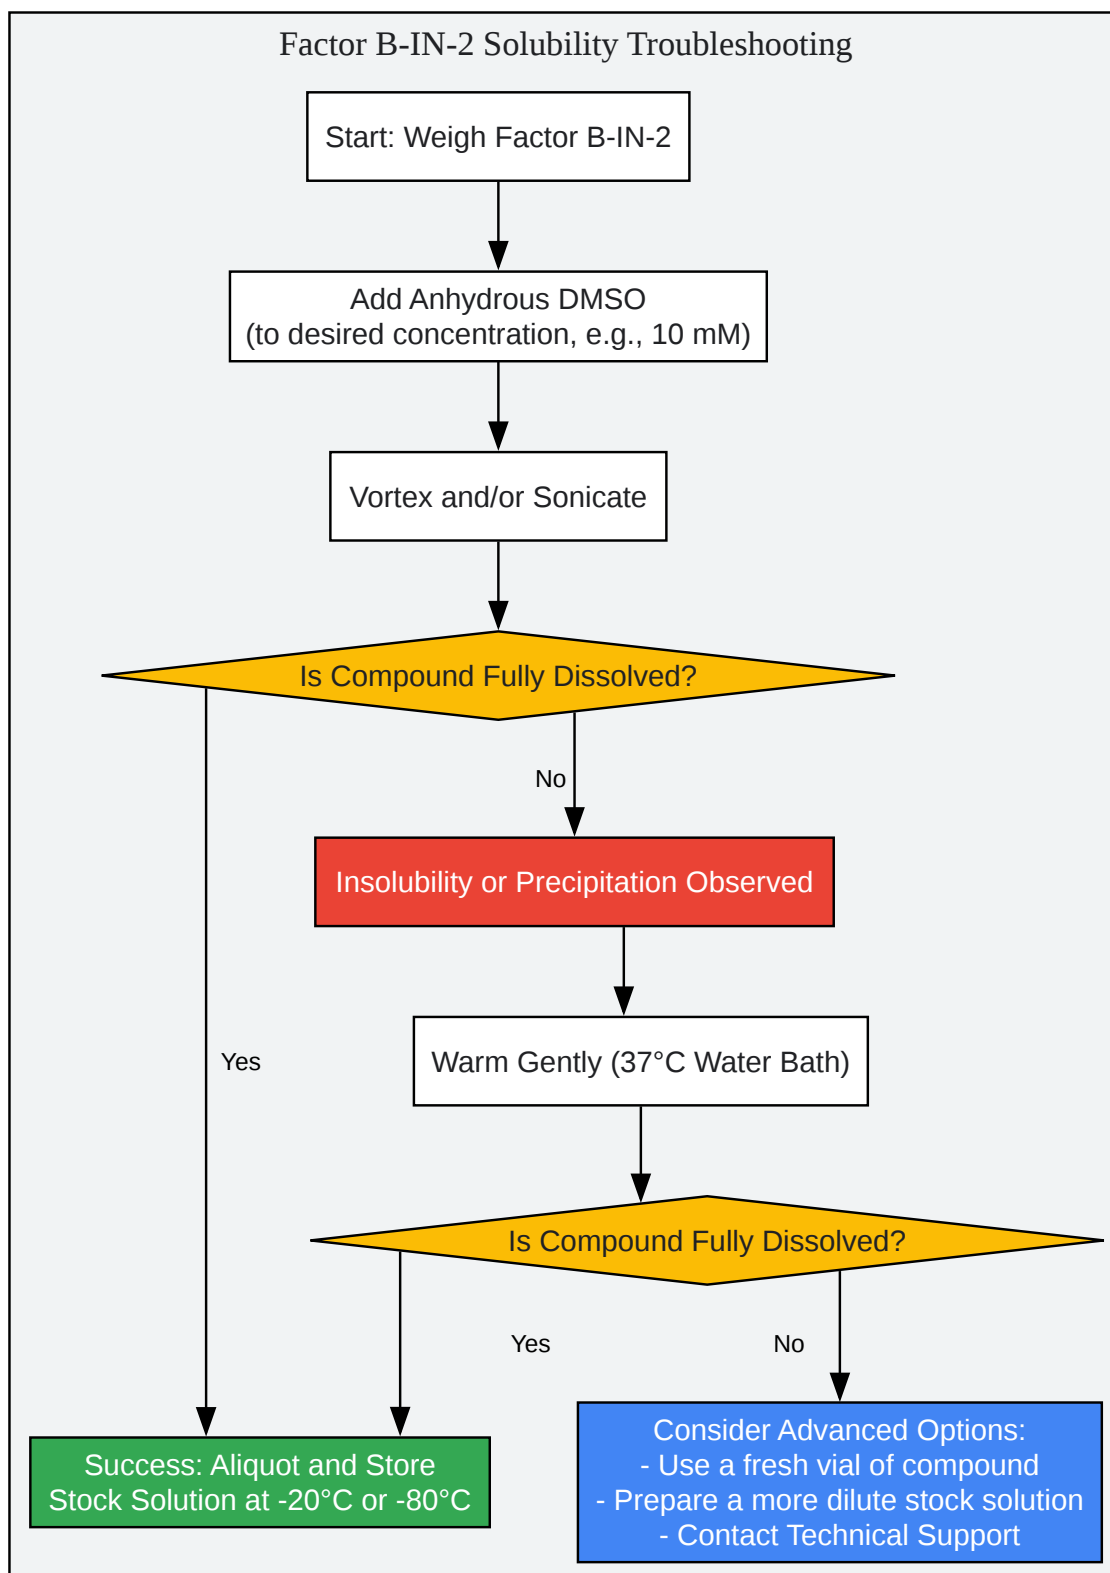 Factor B-IN-2 Solubility Troubleshooting
Start: Weigh Factor B-IN-2
Add Anhydrous DMSO
(to desired concentration, e.g., 10 mM)
Vortex and/or Sonicate
Is Compound Fully Dissolved?
No
Insolubility or Precipitation Observed
Yes
Warm Gently (37°C Water Bath)
Is Compound Fully Dissolved?
Yes
No
Success: Aliquot and Store
Stock Solution at -20°C or -80°C
Consider Advanced Options:
- Use a fresh vial of compound
- Prepare a more dilute stock solution
- Contact Technical Support